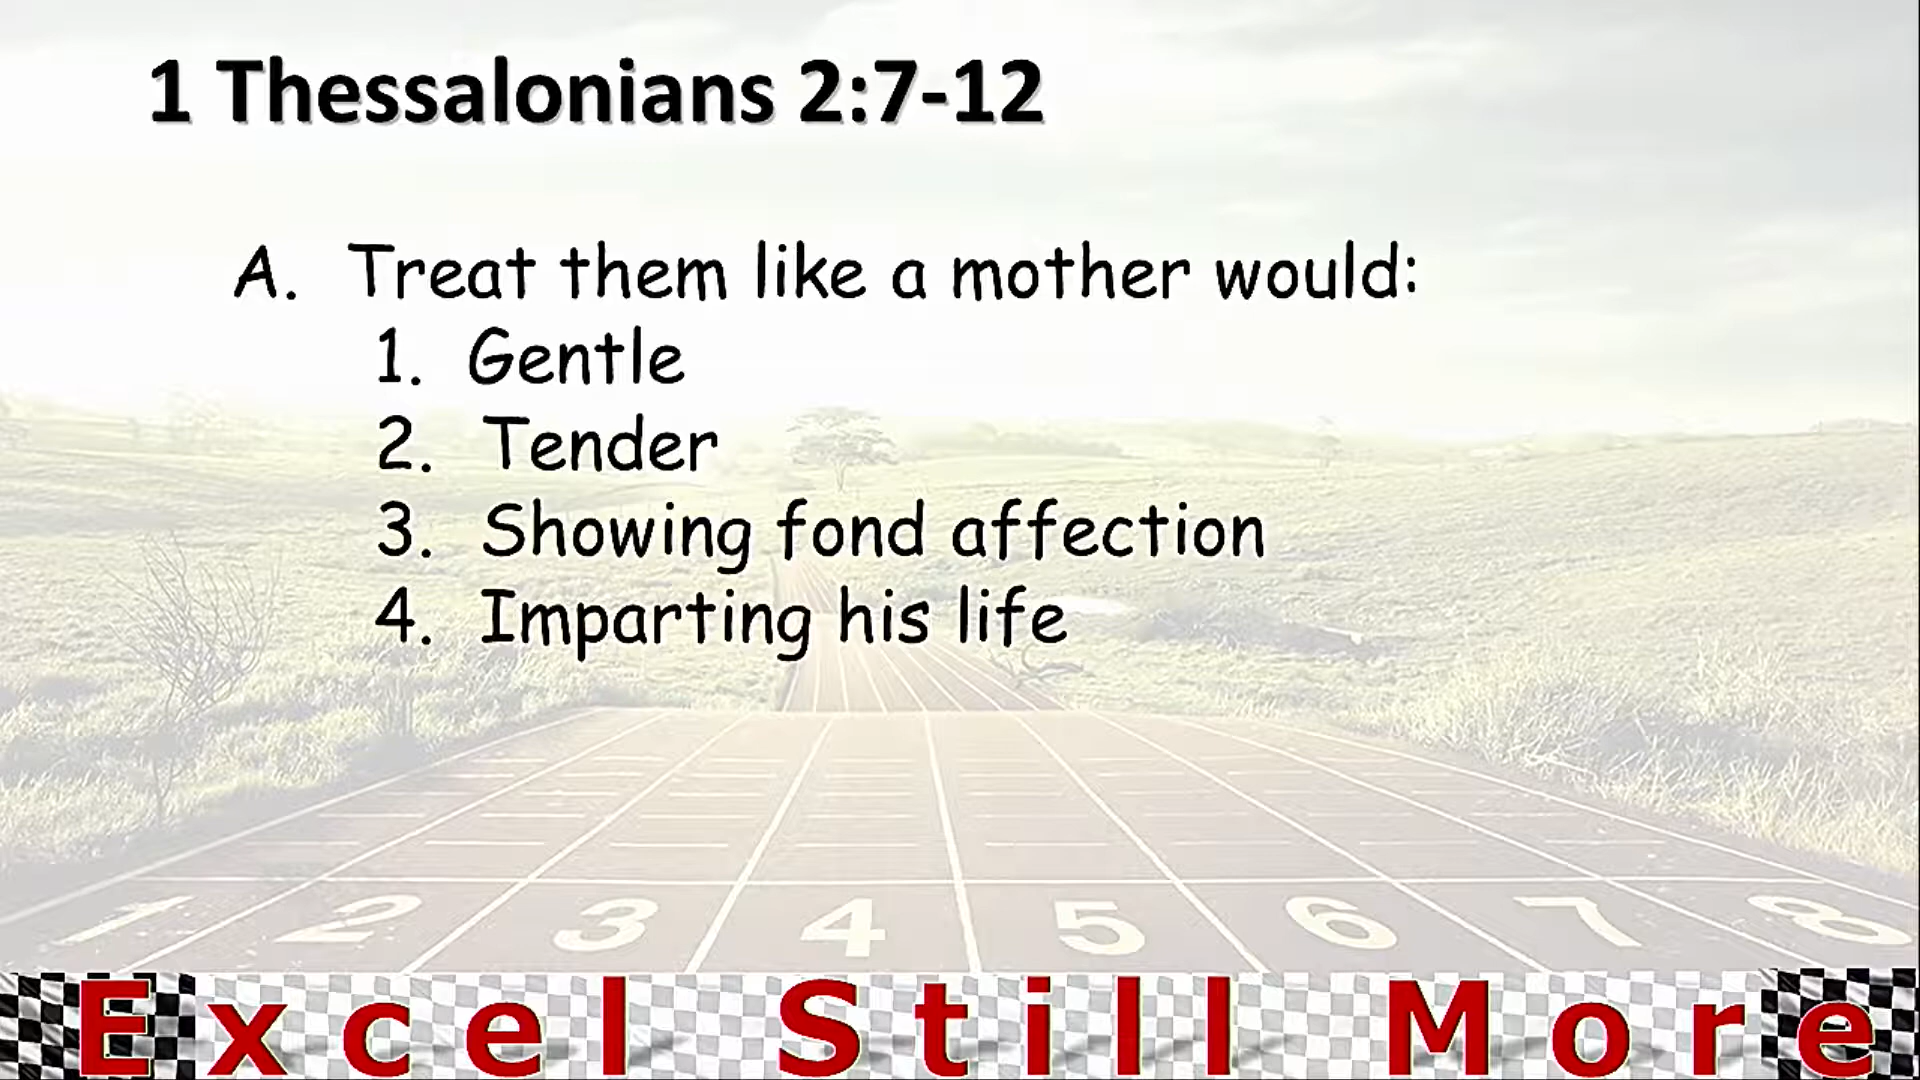 1 Thessalonians 2:7-12
A. Treat them like a mother would:
1. Gentle
2. Tender
3. Showing fond affection
4. Imparting his life
1 2 3 4 5 6 7 8
Excel Still More